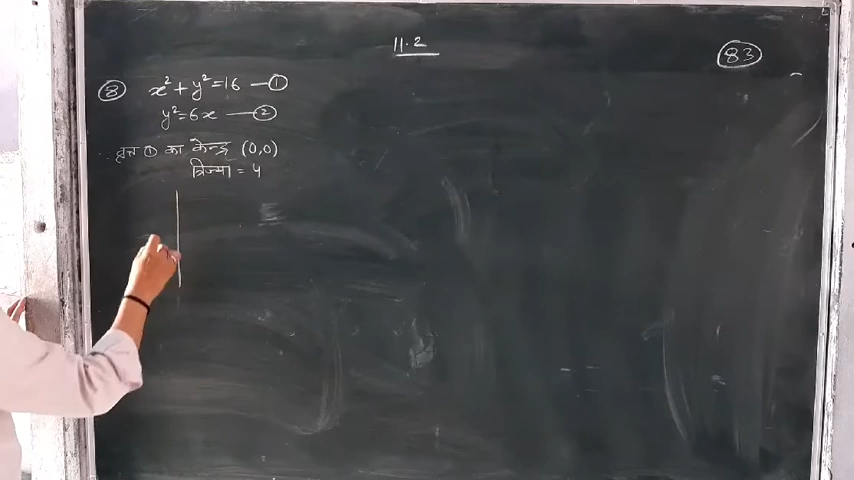 11.2
83
8 x²+y²=16 —①
y²=6x —②
वृत्त ① का केन्द्र (0,0)
त्रिज्या = 4